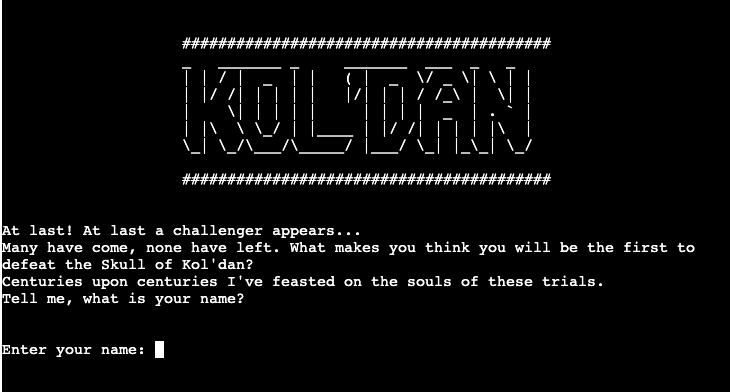 ########################################
KOL'DAN
########################################
At last! At last a challenger appears...
Many have come, none have left. What makes you think you will be the first to
defeat the Skull of Kol'dan?
Centuries upon centuries I've feasted on the souls of these trials.
Tell me, what is your name?
Enter your name: